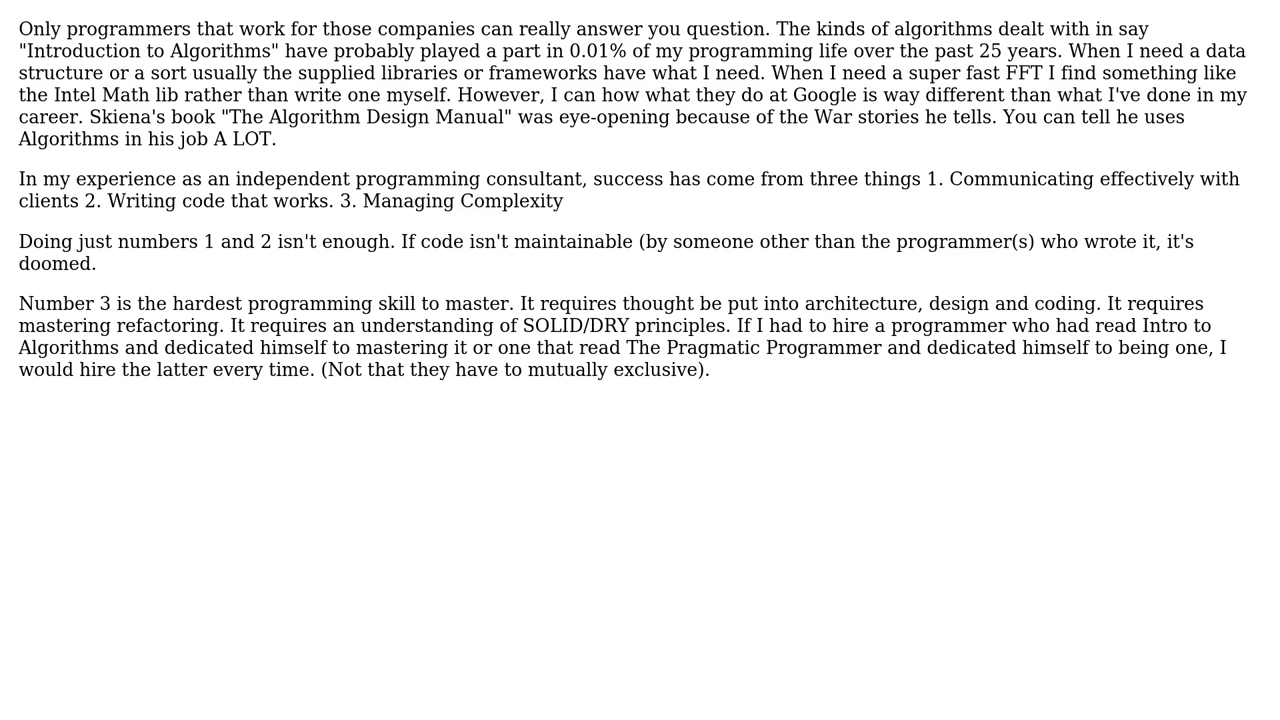 Only programmers that work for those companies can really answer you question. The kinds of algorithms dealt with in say
"Introduction to Algorithms" have probably played a part in 0.01% of my programming life over the past 25 years. When I need a data
structure or a sort usually the supplied libraries or frameworks have what I need. When I need a super fast FFT I find something like
the Intel Math lib rather than write one myself. However, I can how what they do at Google is way different than what I've done in my
career. Skiena's book "The Algorithm Design Manual" was eye-opening because of the War stories he tells. You can tell he uses
Algorithms in his job A LOT.
In my experience as an independent programming consultant, success has come from three things 1. Communicating effectively with
clients 2. Writing code that works. 3. Managing Complexity
Doing just numbers 1 and 2 isn't enough. If code isn't maintainable (by someone other than the programmer(s) who wrote it, it's
doomed.
Number 3 is the hardest programming skill to master. It requires thought be put into architecture, design and coding. It requires
mastering refactoring. It requires an understanding of SOLID/DRY principles. If I had to hire a programmer who had read Intro to
Algorithms and dedicated himself to mastering it or one that read The Pragmatic Programmer and dedicated himself to being one, I
would hire the latter every time. (Not that they have to mutually exclusive).